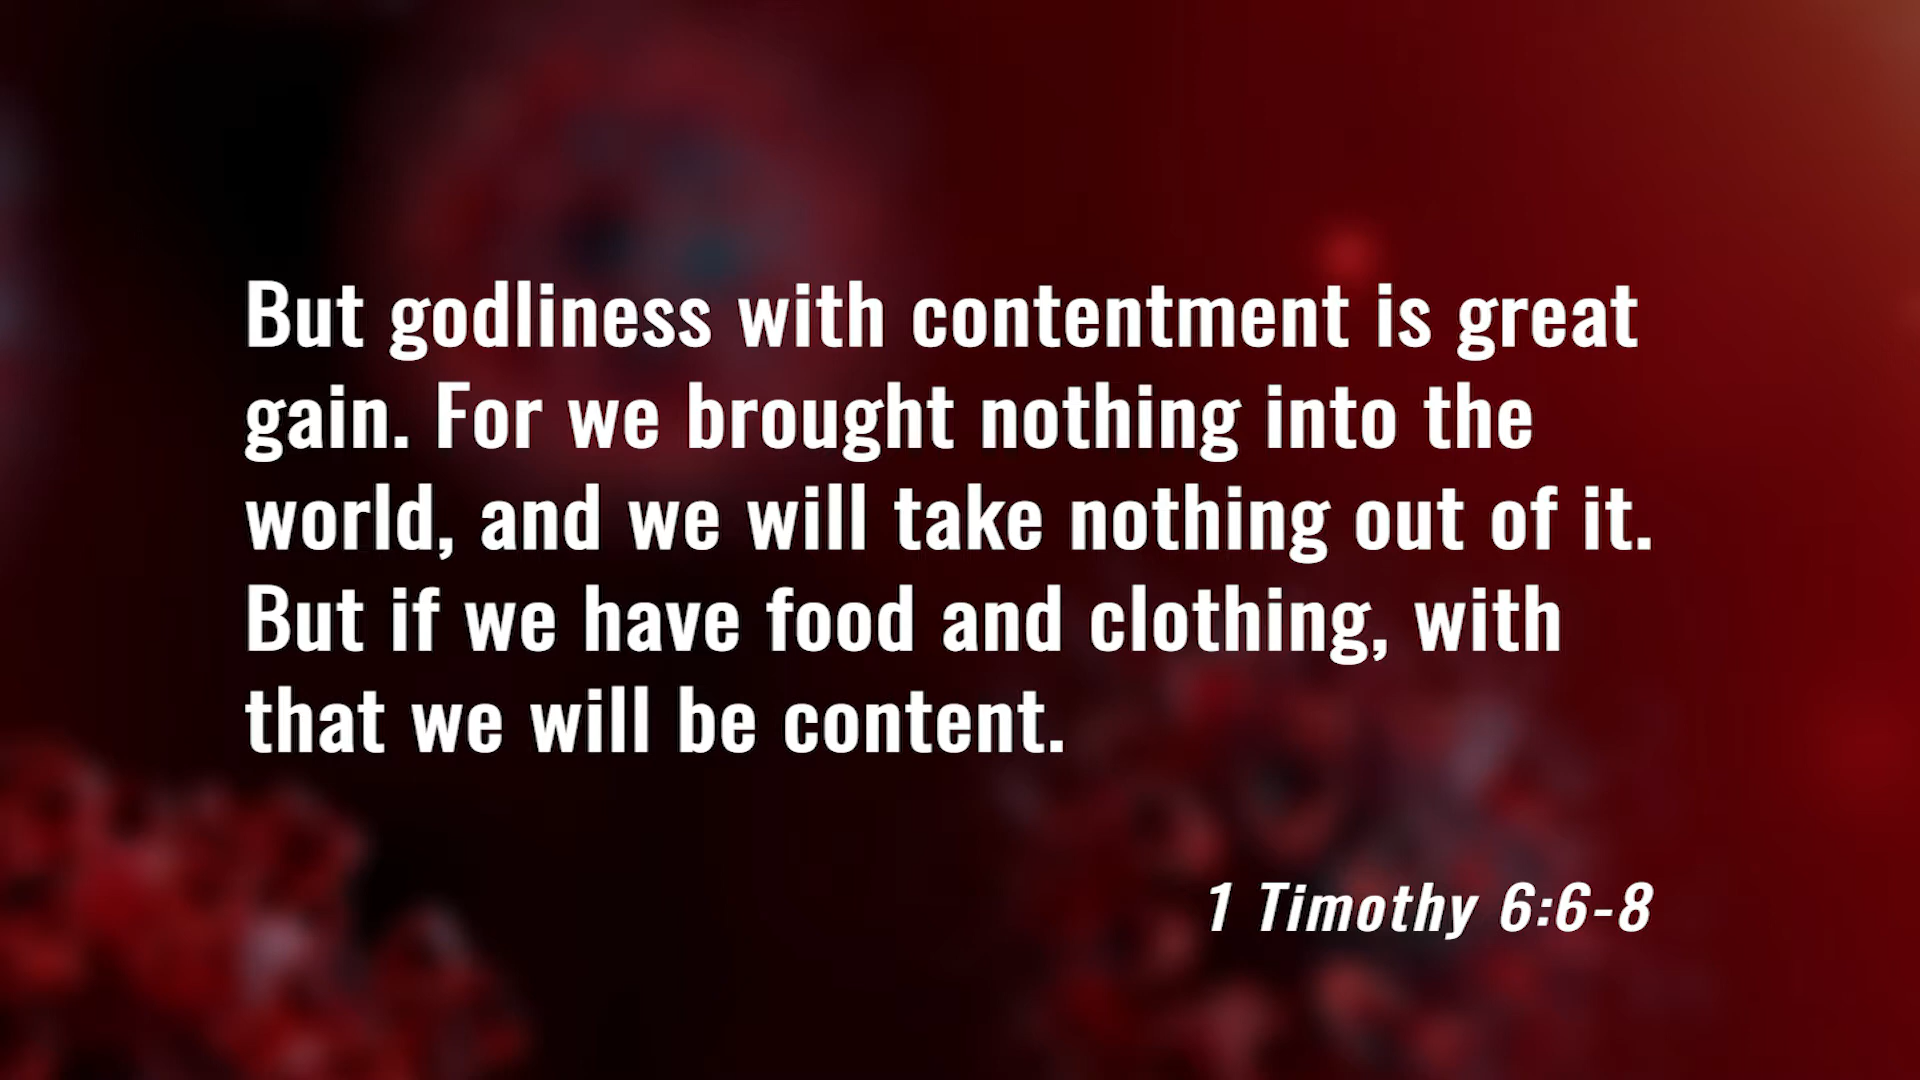 But godliness with contentment is great
gain. For we brought nothing into the
world, and we will take nothing out of it.
But if we have food and clothing, with
that we will be content.
1 Timothy 6:6-8